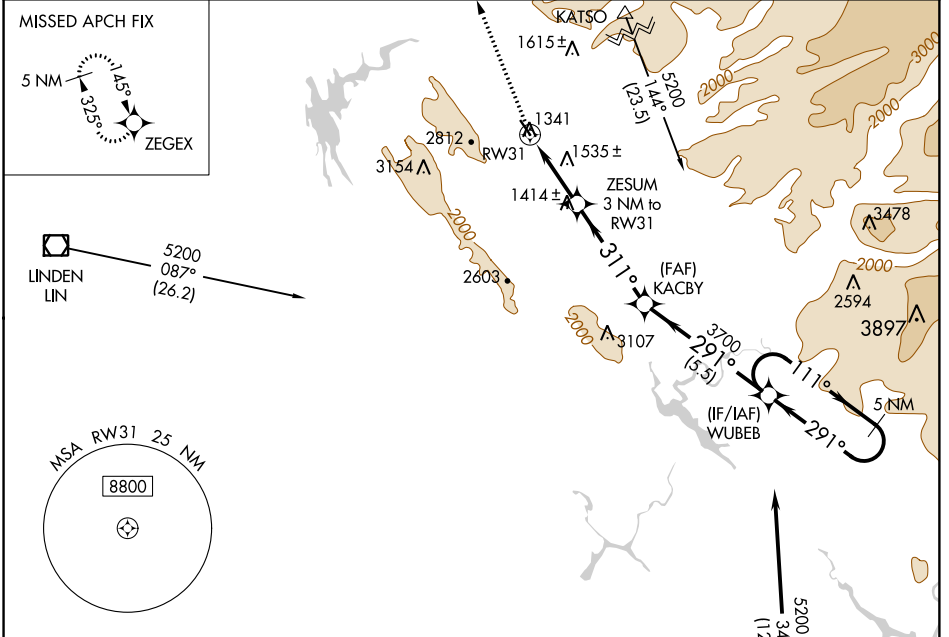 MISSED APCH FIX
5 NM
145°
325°
ZEGEX
KATSO
1615±
5200
144°
(23.5)
2000
3000
2000
2812
1341
RW31
1535±
3154
1414±
ZESUM
3 NM to
RW31
3478
2000
LINDEN
LIN
5200
087°
(26.2)
2603
311°
(FAF)
KACBY
2000
2594
3897
2000
3107
3700
291°
(5.5)
111°
5 NM
(IF/IAF)
WUBEB
291°
MSA RW31 25 NM
8800
5200